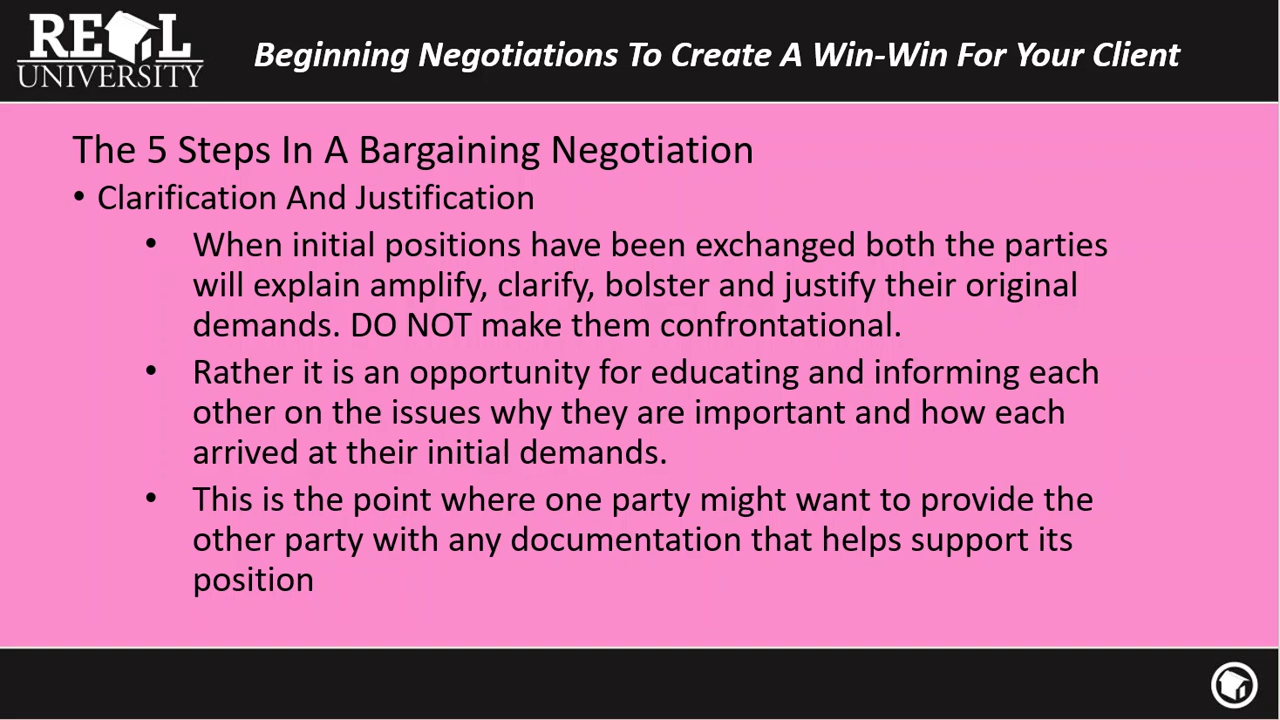 REAL
UNIVERSITY
Beginning Negotiations To Create A Win-Win For Your Client
The 5 Steps In A Bargaining Negotiation
• Clarification And Justification
• When initial positions have been exchanged both the parties
will explain amplify, clarify, bolster and justify their original
demands. DO NOT make them confrontational.
• Rather it is an opportunity for educating and informing each
other on the issues why they are important and how each
arrived at their initial demands.
• This is the point where one party might want to provide the
other party with any documentation that helps support its
position